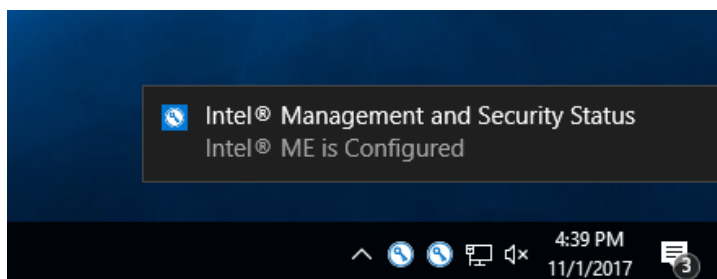 Intel® Management and Security Status
Intel® ME is Configured
4:39 PM
11/1/2017
3